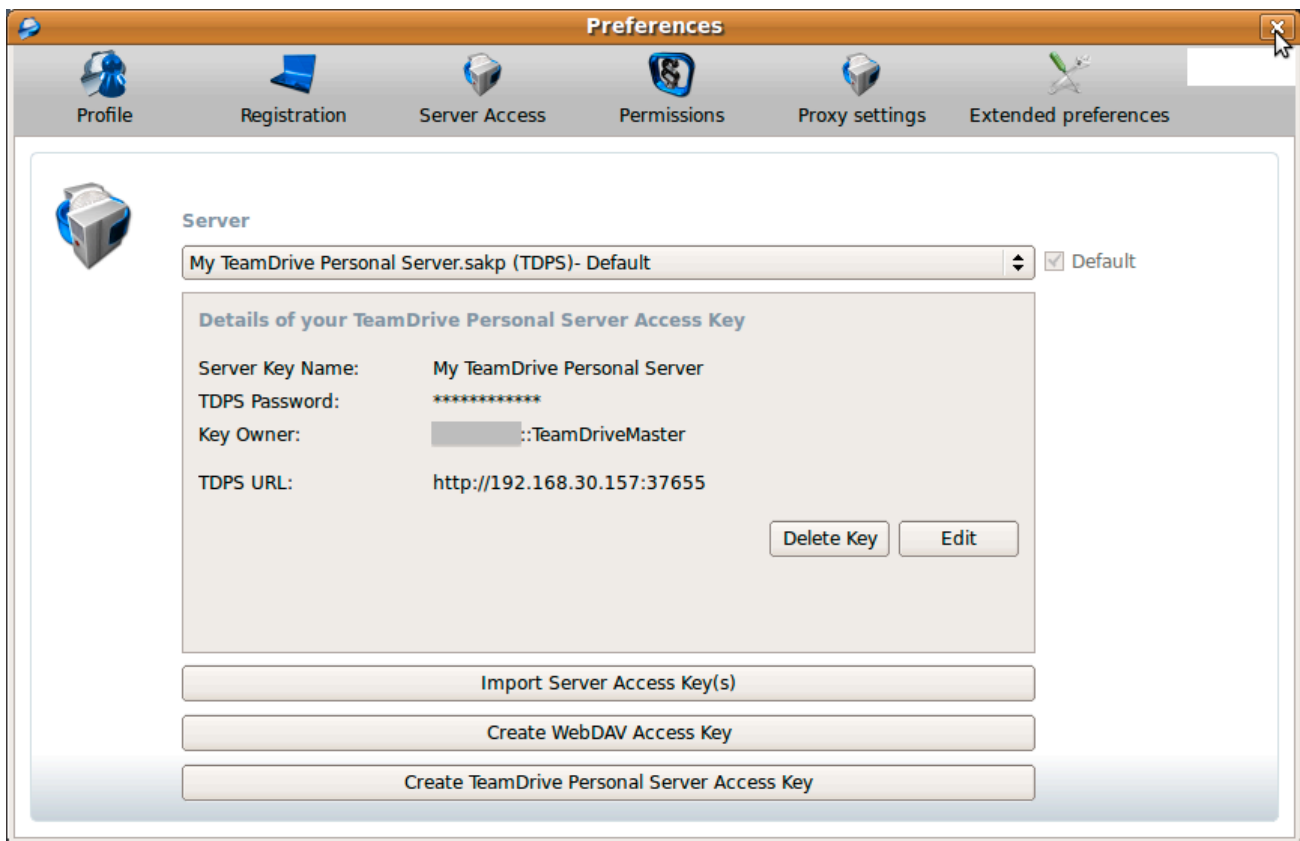 Preferences
Profile Registration Server Access Permissions Proxy settings Extended preferences
Server
My TeamDrive Personal Server.sakp (TDPS)- Default Default
Details of your TeamDrive Personal Server Access Key
Server Key Name: My TeamDrive Personal Server
TDPS Password: ************
Key Owner: ::TeamDriveMaster
TDPS URL: http://192.168.30.157:37655
Delete Key Edit
Import Server Access Key(s)
Create WebDAV Access Key
Create TeamDrive Personal Server Access Key